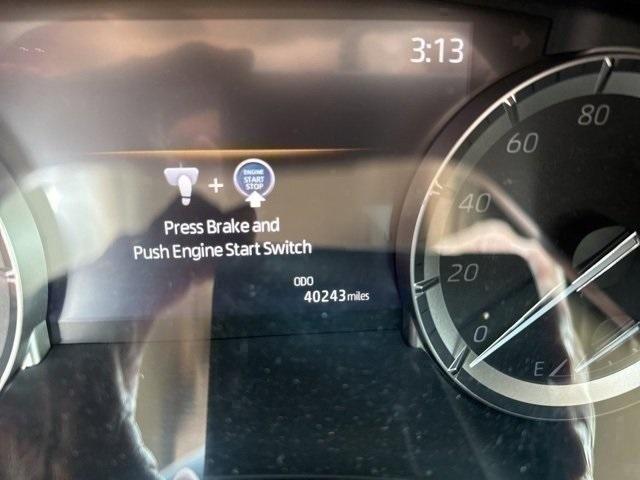 3:13
ENGINE
START
STOP
+
Press Brake and
Push Engine Start Switch
ODO
40243 miles
80
60
40
20
0
E